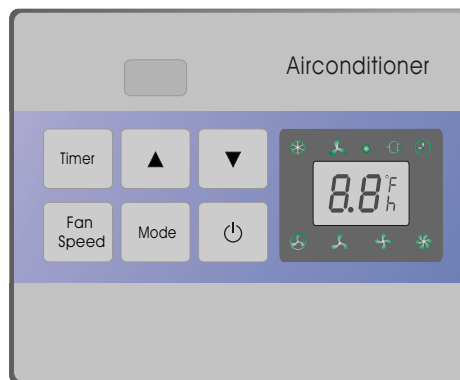 Airconditioner
Timer
▲
▼
Fan
Speed
Mode
8.8°F
h